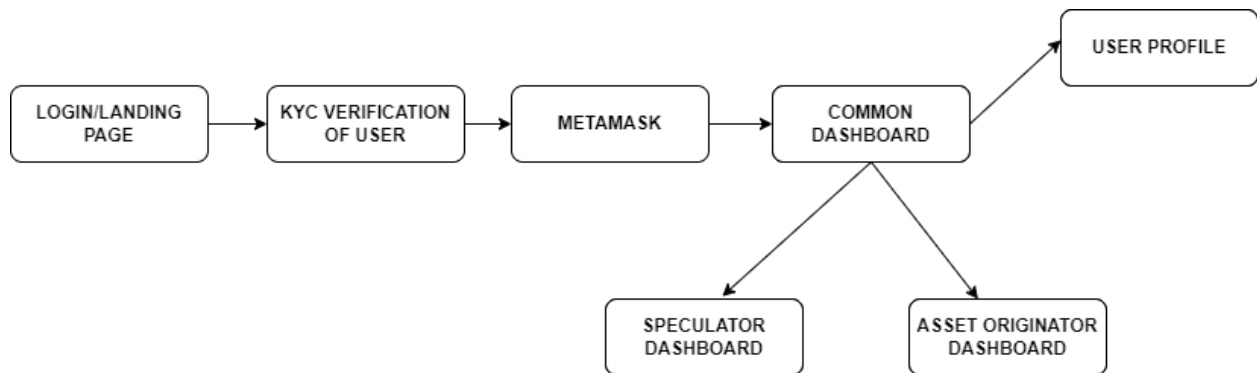 USER PROFILE
LOGIN/LANDING
PAGE
KYC VERIFICATION
OF USER
METAMASK
COMMON
DASHBOARD
SPECULATOR
DASHBOARD
ASSET ORIGINATOR
DASHBOARD